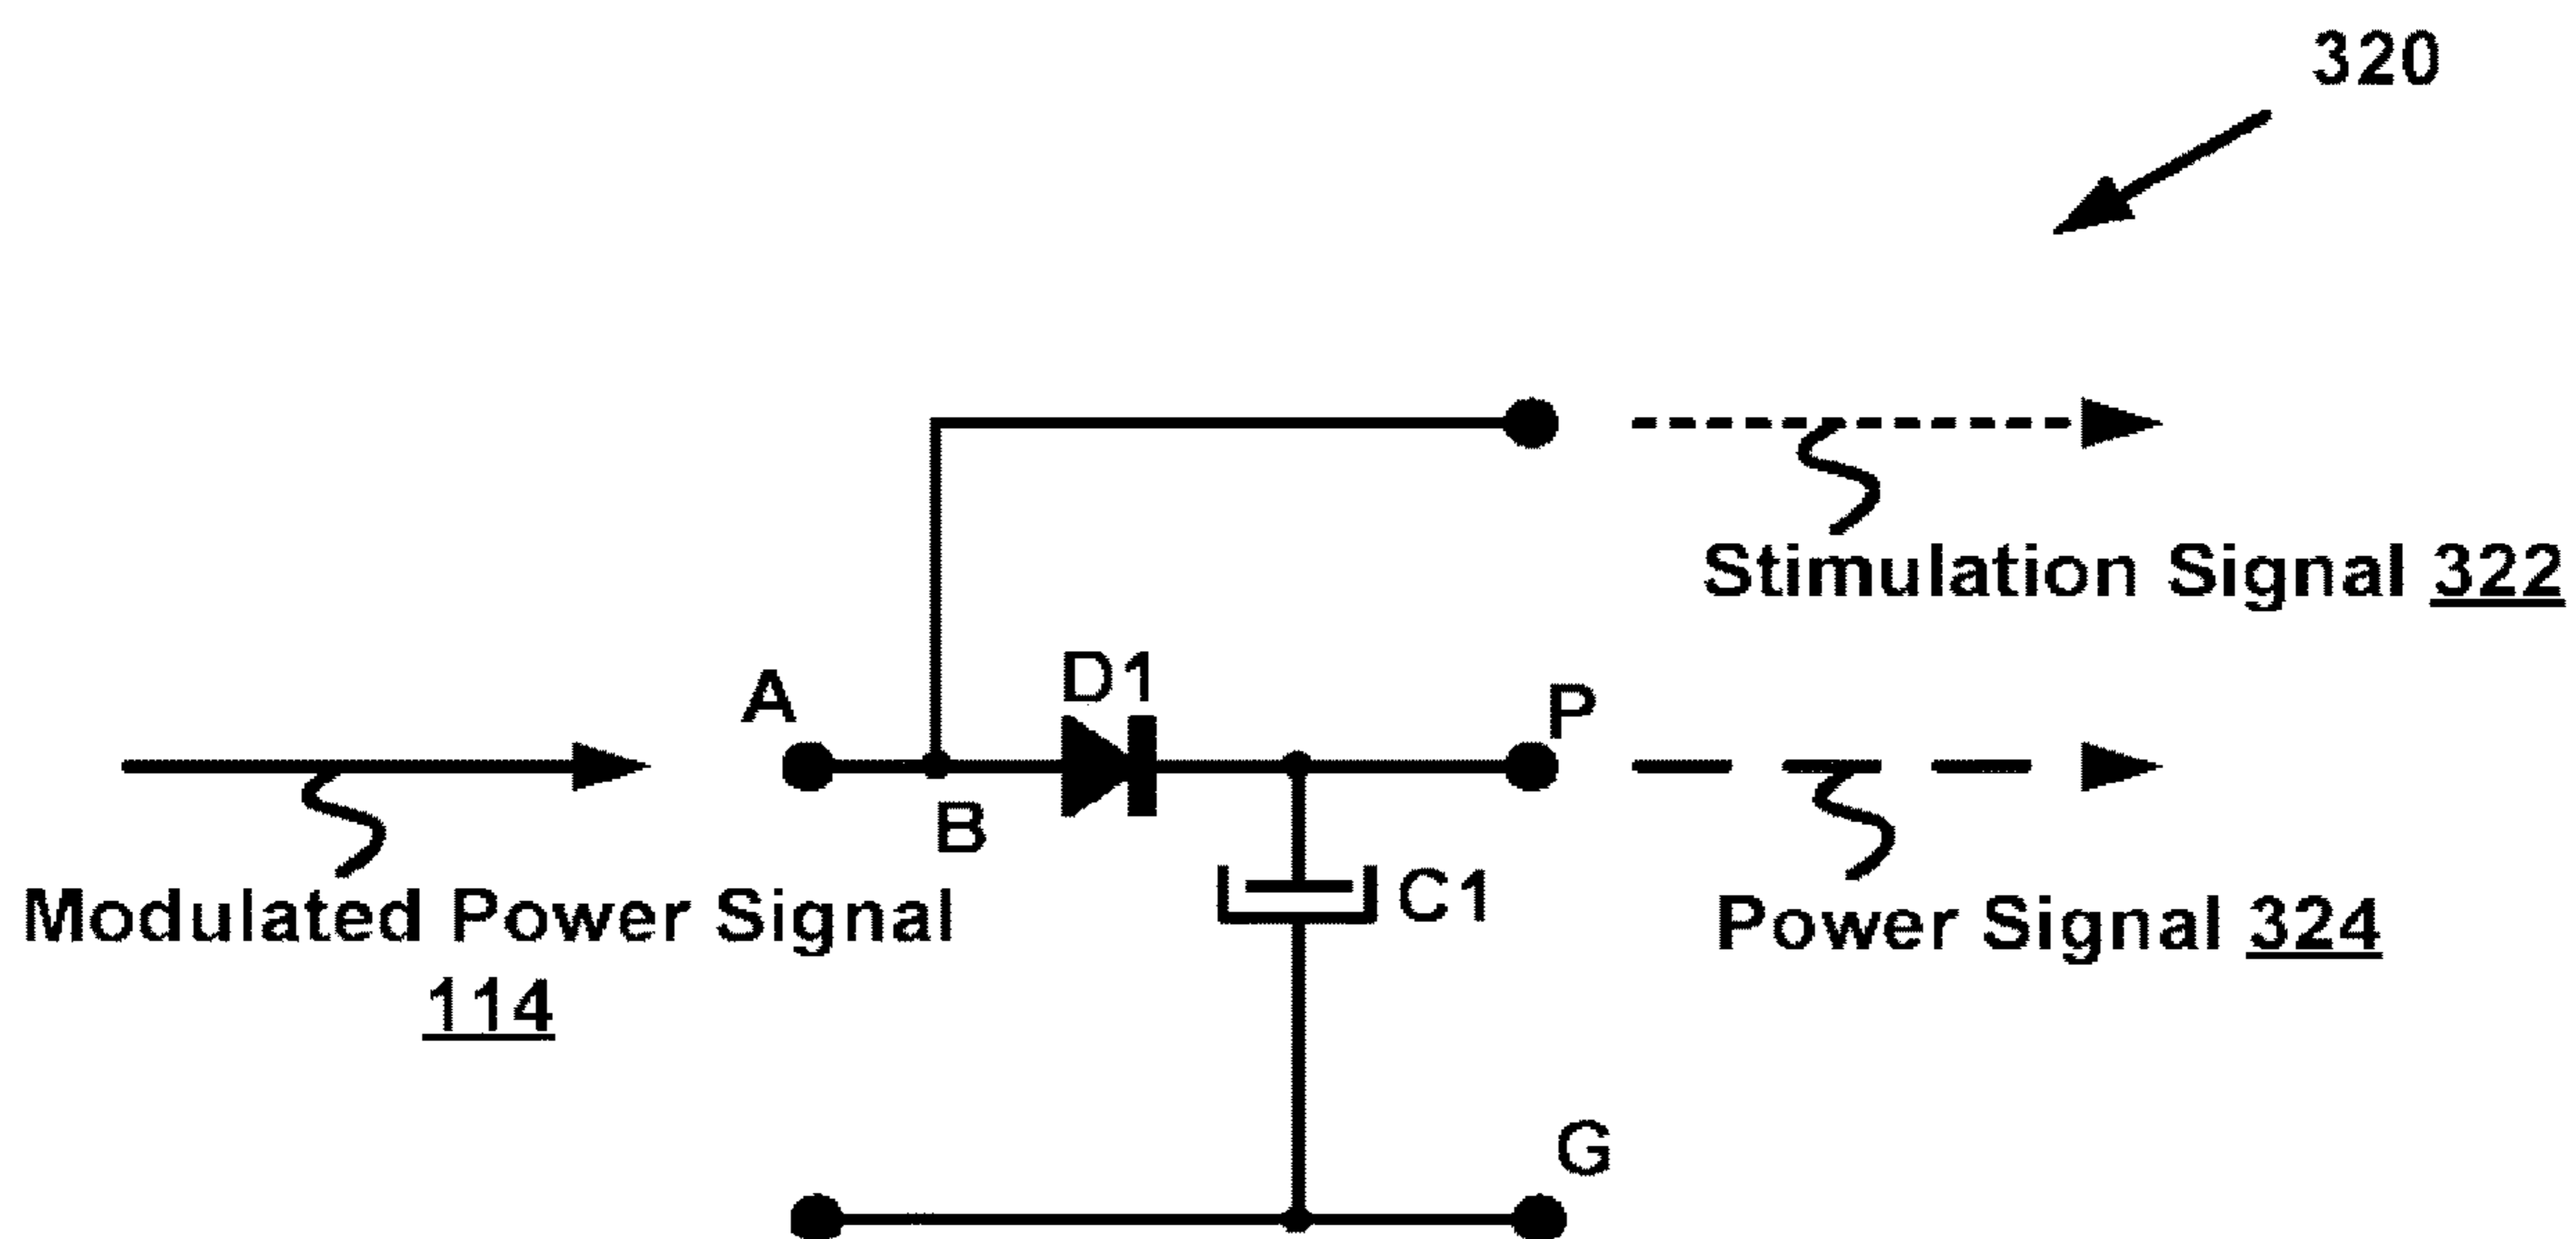 320
Stimulation Signal 322
A
D1
P
B
Modulated Power Signal
114
C1
Power Signal 324
G